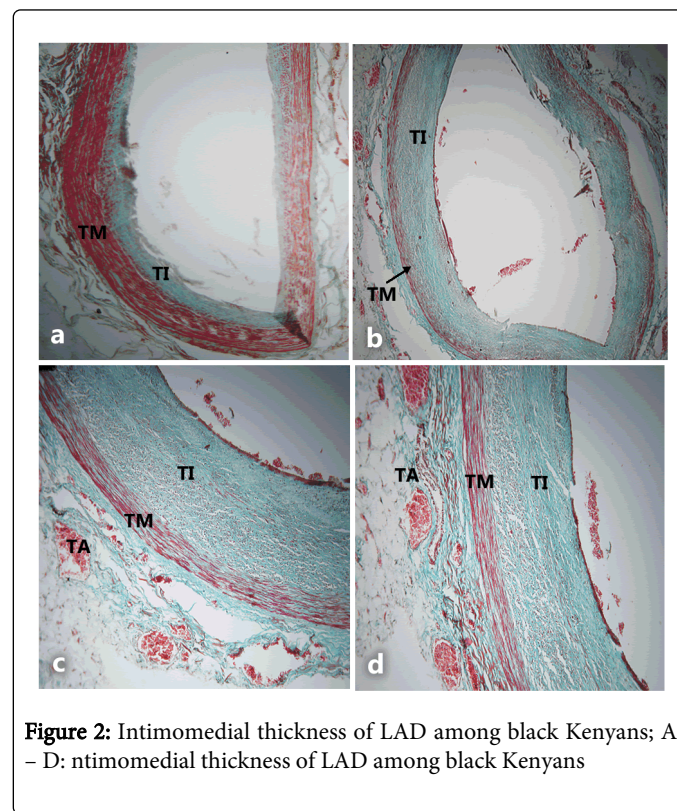 TM
TI
a
TI
TM
b
TI
TM
TA
c
TA
TM
TI
d
Figure 2: Intimomedial thickness of LAD among black Kenyans; A
– D: ntimomedial thickness of LAD among black Kenyans